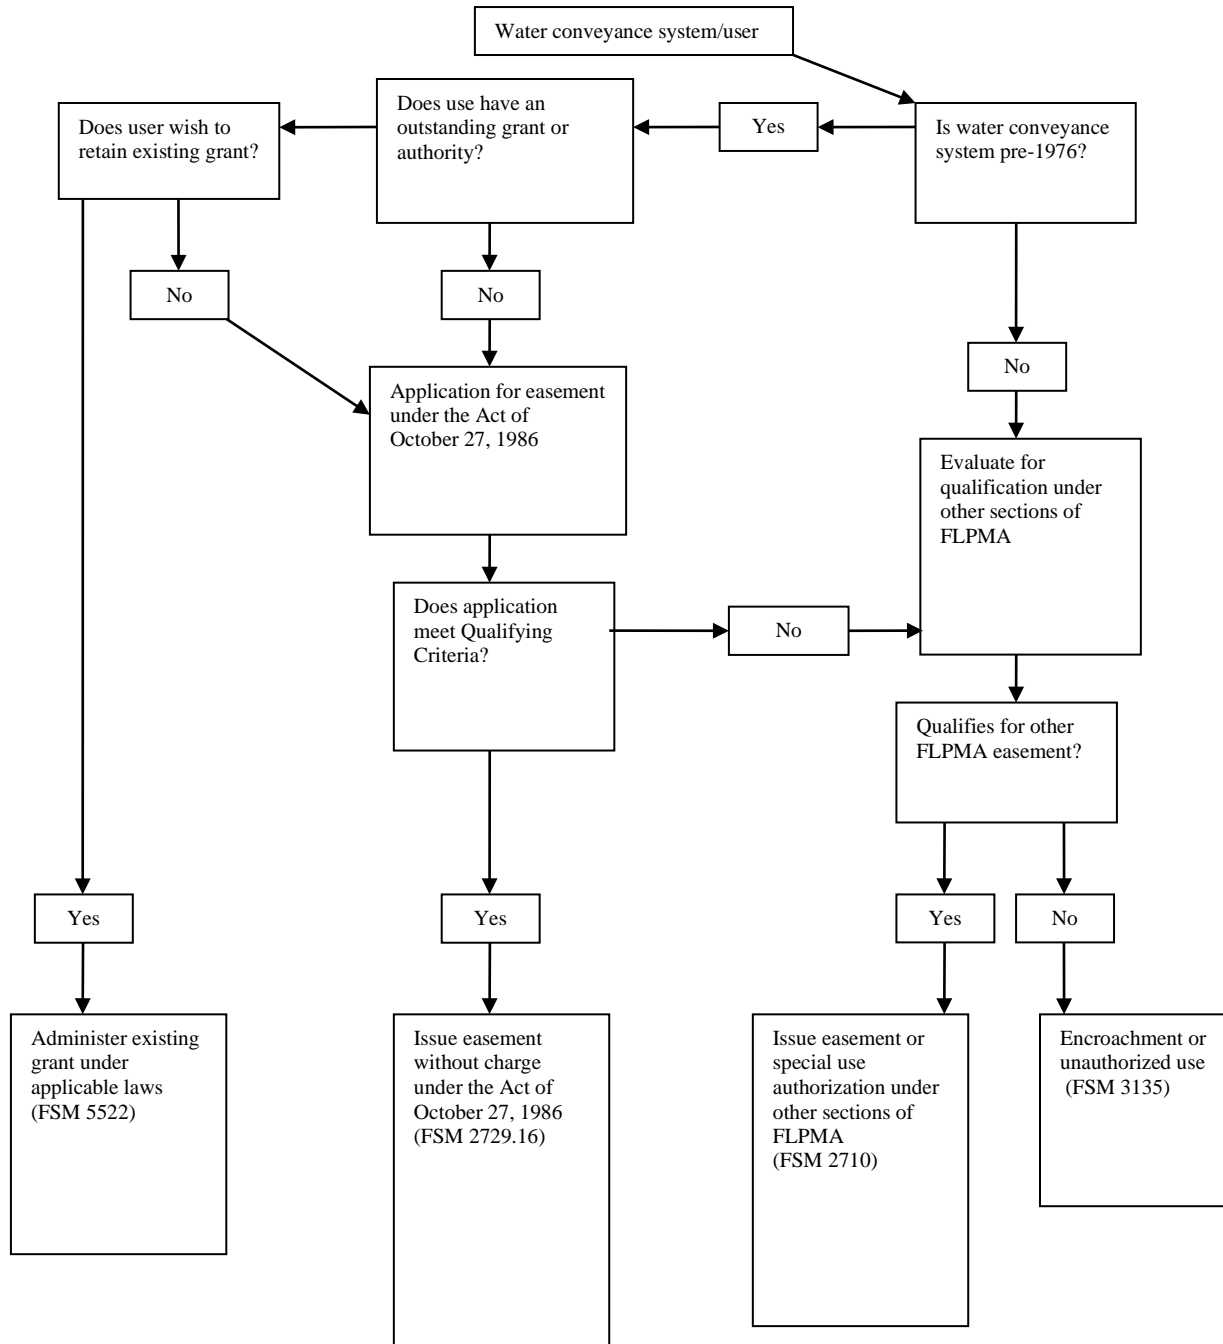 Water conveyance system/user
Does user wish to
retain existing grant?
Does use have an
outstanding grant or
authority?
Yes
Is water conveyance
system pre-1976?
No
No
No
Application for easement
under the Act of
October 27, 1986
Evaluate for
qualification under
other sections of
FLPMA
Does application
meet Qualifying
Criteria?
No
Qualifies for other
FLPMA easement?
Yes
Yes
Yes
No
Administer existing
grant under
applicable laws
(FSM 5522)
Issue easement
without charge
under the Act of
October 27, 1986
(FSM 2729.16)
Issue easement or
special use
authorization under
other sections of
FLPMA
(FSM 2710)
Encroachment or
unauthorized use
(FSM 3135)